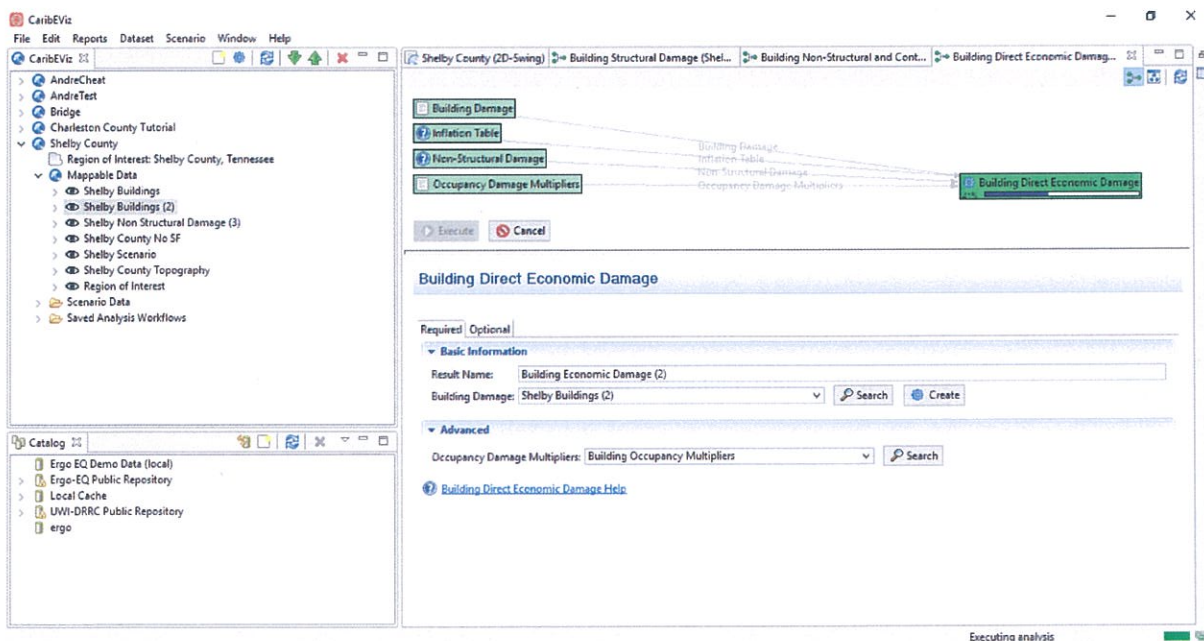 CaribEViz
File Edit Reports Dataset Scenario Window Help
CaribEViz
AndreCheat
AndreTest
Bridge
Charleston County Tutorial
Shelby County
Region of Interest: Shelby County, Tennessee
Mappable Data
Shelby Buildings
Shelby Buildings (2)
Shelby Non Structural Damage (3)
Shelby County No SF
Shelby Scenario
Shelby County Topography
Region of Interest
Scenario Data
Saved Analysis Workflows
Catalog
Ergo EQ Demo Data (local)
Ergo-EQ Public Repository
Local Cache
UWI-DRRC Public Repository
ergo
Shelby County (2D-Swing) Building Structural Damage (Shel... Building Non-Structural and Cont... Building Direct Economic Damag...
Building Damage
Inflation Table
Non-Structural Damage
Occupancy Damage Multipliers
Building Damage
Inflation Table
Non-Structural Damage
Occupancy Damage Multipliers
Building Direct Economic Damage
Execute Cancel
Building Direct Economic Damage
Required Optional
Basic Information
Result Name: Building Economic Damage (2)
Building Damage: Shelby Buildings (2) Search Create
Advanced
Occupancy Damage Multipliers: Building Occupancy Multipliers Search
Building Direct Economic Damage Help
Executing analysis